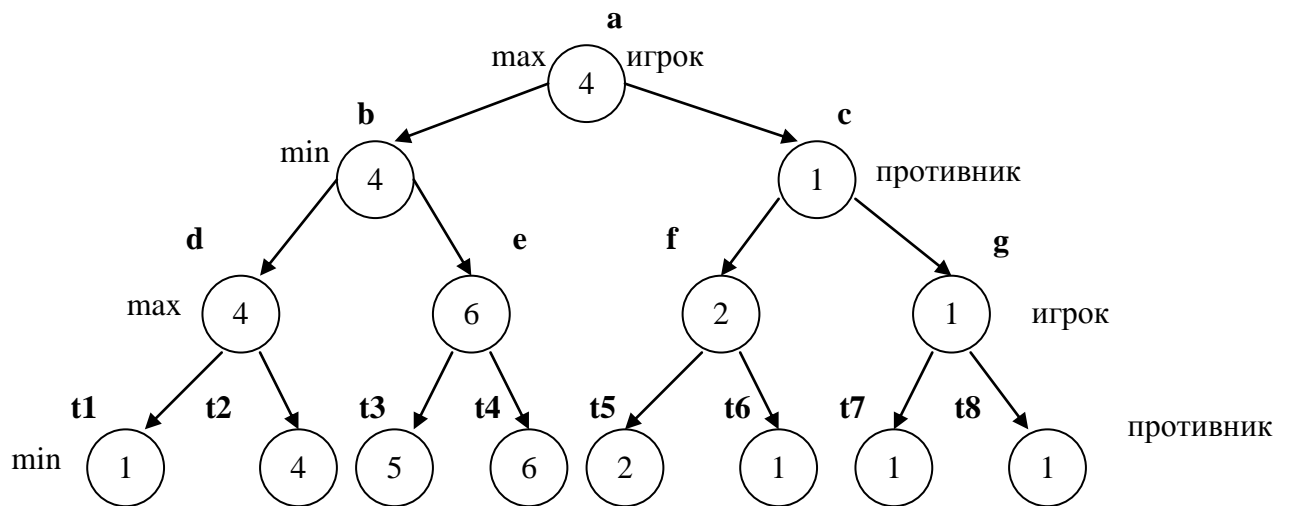 a
max 4 игрок
b c
min 4 1 противник
d e f g
max 4 6 2 1 игрок
t1 t2 t3 t4 t5 t6 t7 t8
min 1 4 5 6 2 1 1 1 противник